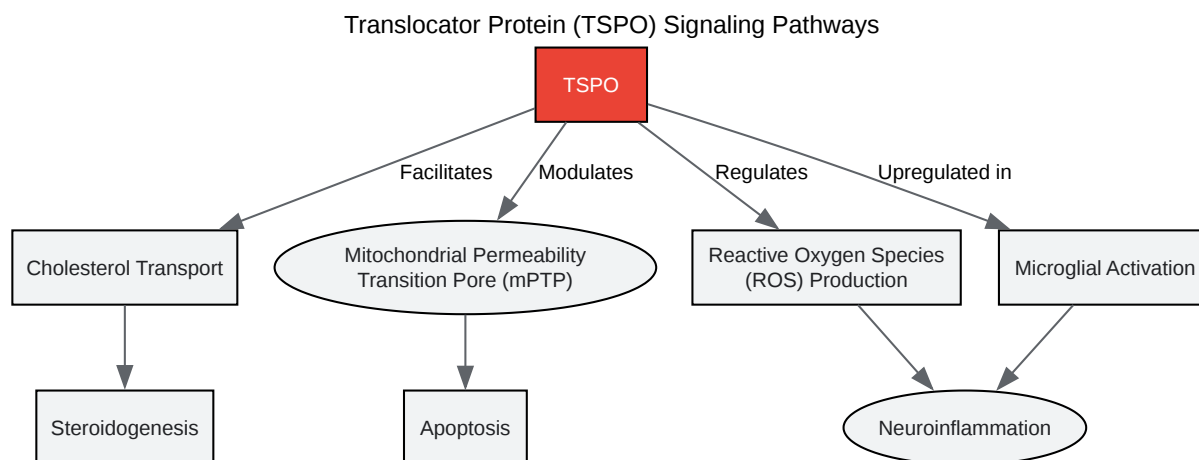 Translocator Protein (TSPO) Signaling Pathways
TSPO
Facilitates
Modulates
Regulates
Upregulated in
Cholesterol Transport
Mitochondrial Permeability
Transition Pore (mPTP)
Reactive Oxygen Species
(ROS) Production
Microglial Activation
Steroidogenesis
Apoptosis
Neuroinflammation